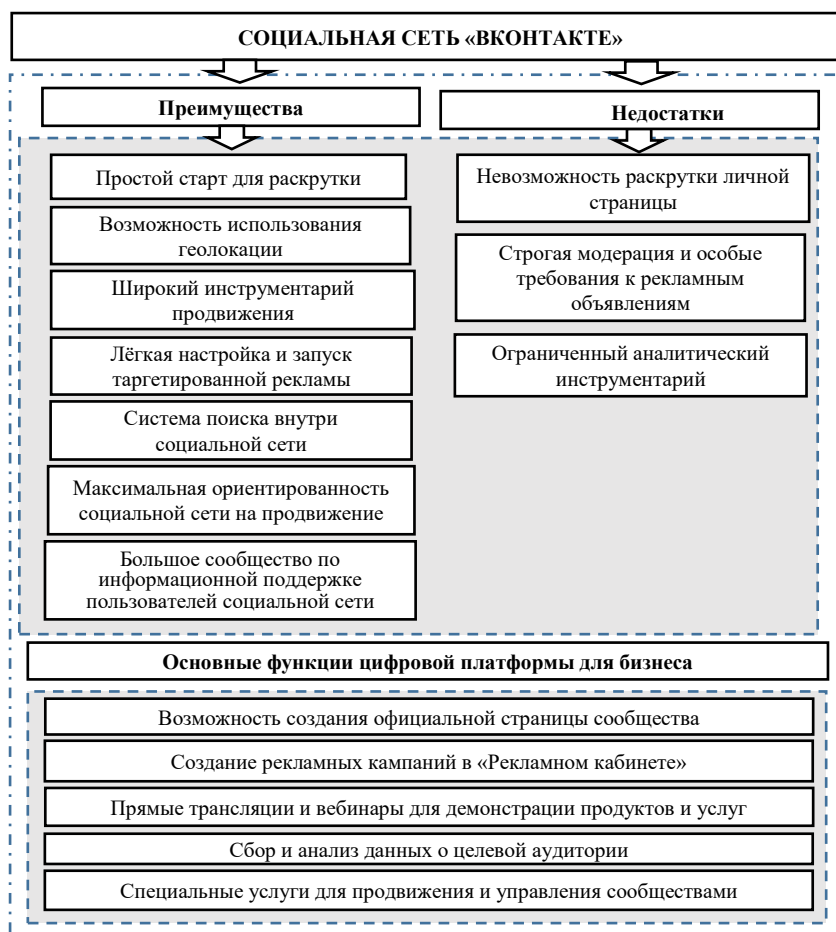 СОЦИАЛЬНАЯ СЕТЬ «ВКОНТАКТЕ»
Преимущества
Простой старт для раскрутки
Возможность использования
геолокации
Широкий инструментарий
продвижения
Лёгкая настройка и запуск
таргетированной рекламы
Система поиска внутри
социальной сети
Максимальная ориентированность
социальной сети на продвижение
Большое сообщество по
информационной поддержке
пользователей социальной сети
Недостатки
Невозможность раскрутки личной
страницы
Строгая модерация и особые
требования к рекламным
объявлениям
Ограниченный аналитический
инструментарий
Основные функции цифровой платформы для бизнеса
Возможность создания официальной страницы сообщества
Создание рекламных кампаний в «Рекламном кабинете»
Прямые трансляции и вебинары для демонстрации продуктов и услуг
Сбор и анализ данных о целевой аудитории
Специальные услуги для продвижения и управления сообществами